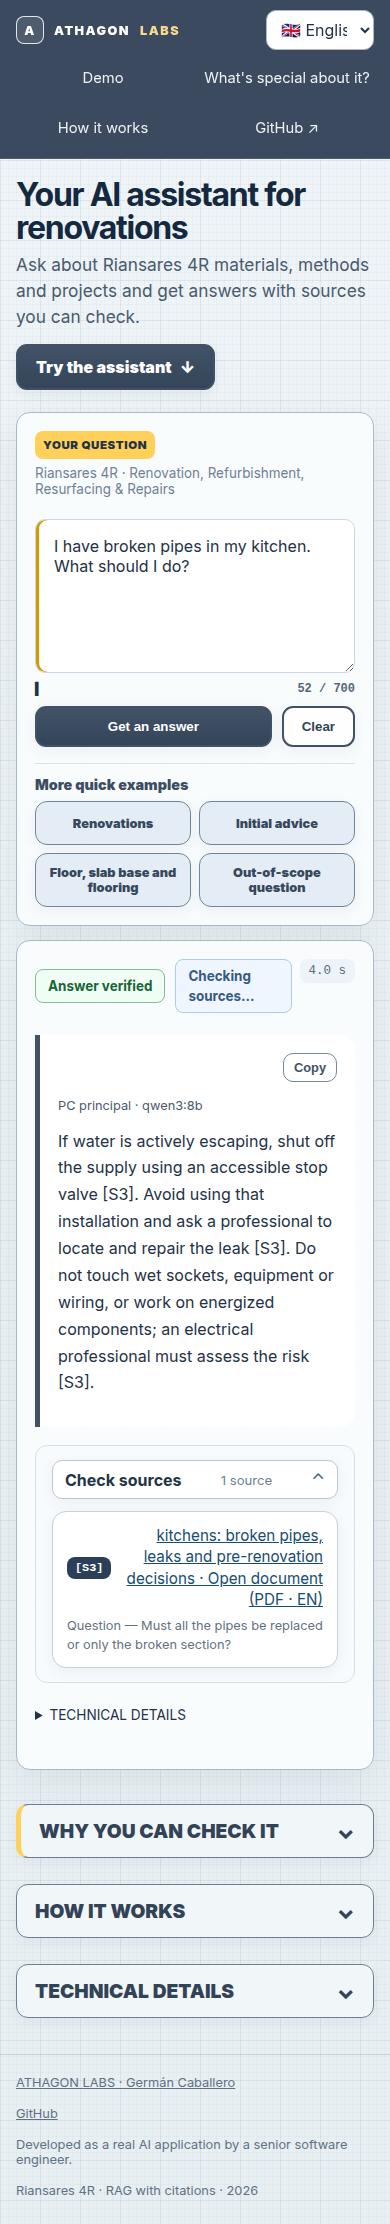 A ATHAGON LABS
🇬🇧 Englis
Demo
What's special about it?
How it works
GitHub ↗
Your AI assistant for
renovations
Ask about Riansares 4R materials, methods
and projects and get answers with sources
you can check.
Try the assistant ↓
YOUR QUESTION
Riansares 4R · Renovation, Refurbishment,
Resurfacing & Repairs
I have broken pipes in my kitchen.
What should I do?
52 / 700
Get an answer
Clear
More quick examples
Renovations
Initial advice
Floor, slab base and
flooring
Out-of-scope
question
Answer verified
Checking
sources...
4.0 s
Copy
PC principal · qwen3:8b
If water is actively escaping, shut off
the supply using an accessible stop
valve [S3]. Avoid using that
installation and ask a professional to
locate and repair the leak [S3]. Do
not touch wet sockets, equipment or
wiring, or work on energized
components; an electrical
professional must assess the risk
[S3].
Check sources
1 source
[S3]
kitchens: broken pipes,
leaks and pre-renovation
decisions · Open document
(PDF · EN)
Question — Must all the pipes be replaced
or only the broken section?
TECHNICAL DETAILS
WHY YOU CAN CHECK IT
HOW IT WORKS
TECHNICAL DETAILS
ATHAGON LABS · Germán Caballero
GitHub
Developed as a real AI application by a senior software
engineer.
Riansares 4R · RAG with citations · 2026